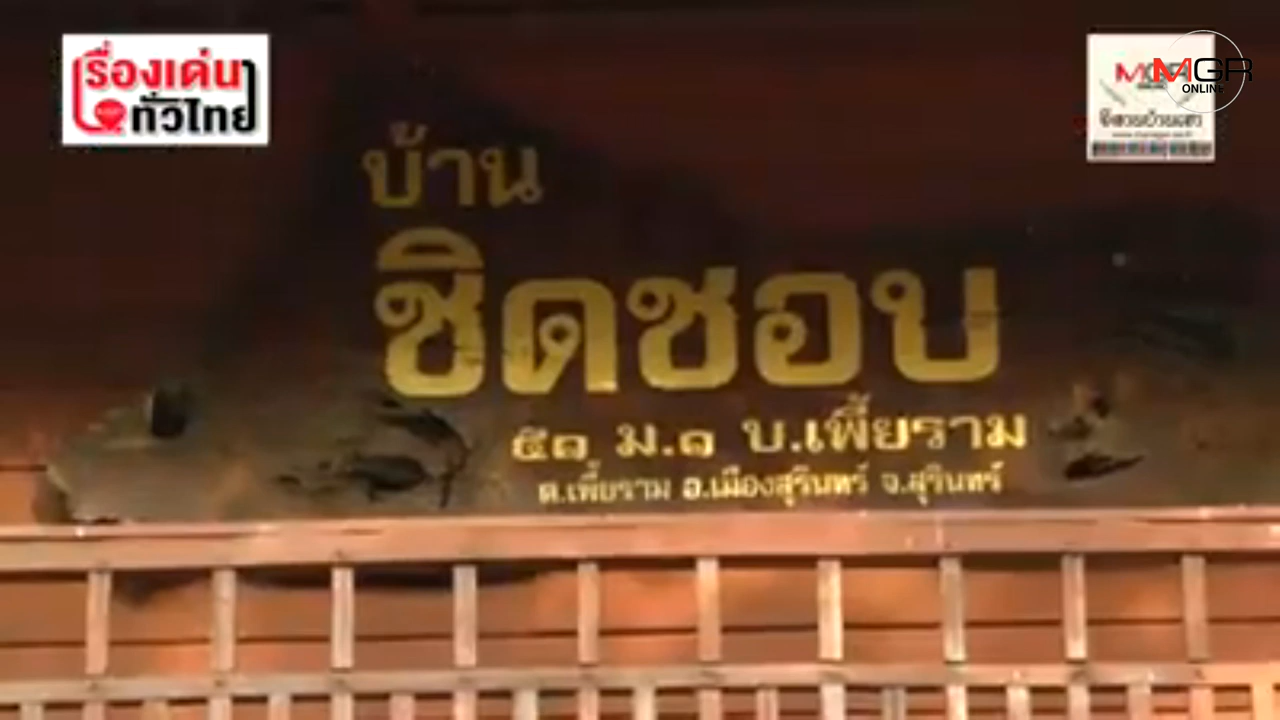 เรื่องเด่น
ทั่วไทย
MGR
ONLINE
บ้าน
ชิดชอบ
๕๑ ม.๑ บ.เพี้ยราม
ต.เพี้ยราม อ.เมืองสุรินทร์ จ.สุรินทร์